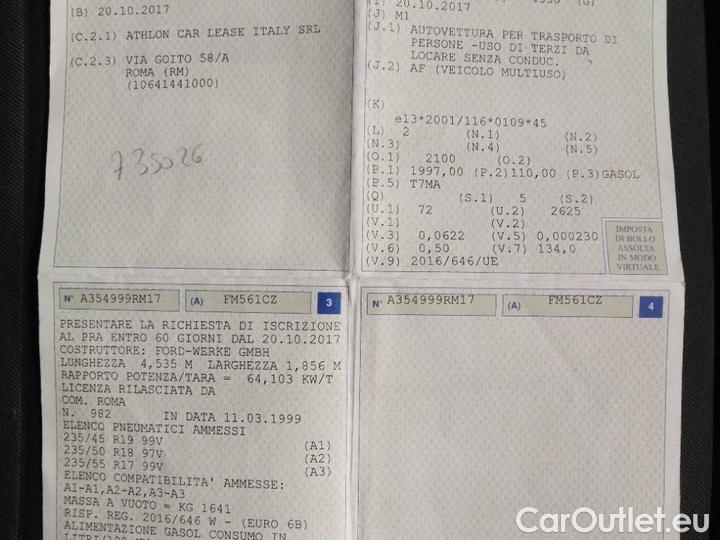 (B) 20.10.2017
(C.2.1) ATHLON CAR LEASE ITALY SRL
(C.2.3) VIA GOITO 58/A
ROMA (RM)
(10641441000)
735026
(I) 20.10.2017
(J) M1
(J.1) AUTOVETTURA PER TRASPORTO DI
PERSONE -USO DI TERZI DA
LOCARE SENZA CONDUC.
(J.2) AF (VEICOLO MULTIUSO)
(K)
e13*2001/116*0109*45
(L) 2 (N.1) (N.2)
(N.3) (N.4) (N.5)
(O.1) 2100 (O.2)
(P.1) 1997,00 (P.2)110,00 (P.3)GASOL
(P.5) T7MA
(Q) (S.1) 5 (S.2)
(U.1) 72 (U.2) 2625
(V.1) (V.2)
(V.3) 0,0622 (V.5) 0,000230
(V.6) 0,50 (V.7) 134,0
(V.9) 2016/646/UE
IMPOSTA
DI BOLLO
ASSOLTA
IN MODO
VIRTUALE
N° A354999RM17 (A) FM561CZ 3
PRESENTARE LA RICHIESTA DI ISCRIZIONE
AL PRA ENTRO 60 GIORNI DAL 20.10.2017
COSTRUTTORE: FORD-WERKE GMBH
LUNGHEZZA 4,535 M LARGHEZZA 1,856 M
RAPPORTO POTENZA/TARA = 64,103 KW/T
LICENZA RILASCIATA DA
COM. ROMA
N. 982 IN DATA 11.03.1999
ELENCO PNEUMATICI AMMESSI
235/45 R19 99V (A1)
235/50 R18 97V (A2)
235/55 R17 99V (A3)
ELENCO COMPATIBILITA' AMMESSE:
A1-A1,A2-A2,A3-A3
MASSA A VUOTO = KG 1641
RISP. REG. 2016/646 W - (EURO 6B)
ALIMENTAZIONE GASOL CONSUMO IN
N° A354999RM17 (A) FM561CZ 4
CarOutlet.eu